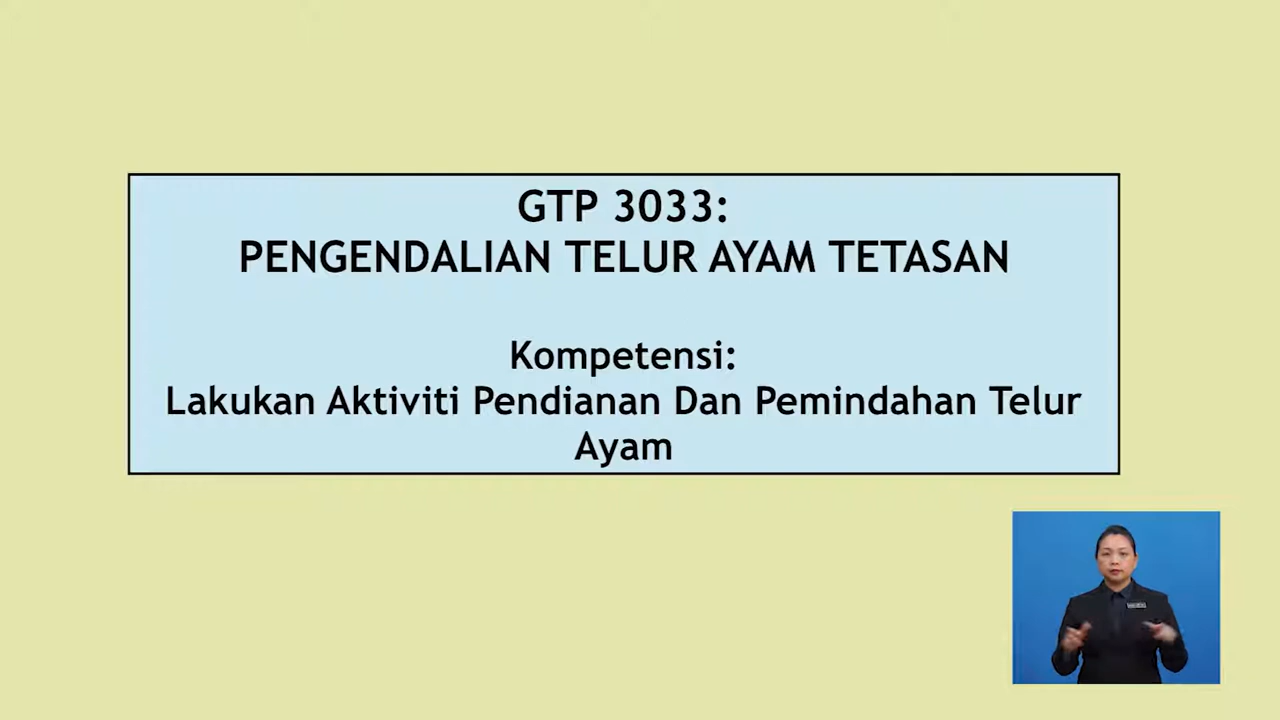 GTP 3033:
PENGENDALIAN TELUR AYAM TETASAN
Kompetensi:
Lakukan Aktiviti Pendianan Dan Pemindahan Telur
Ayam